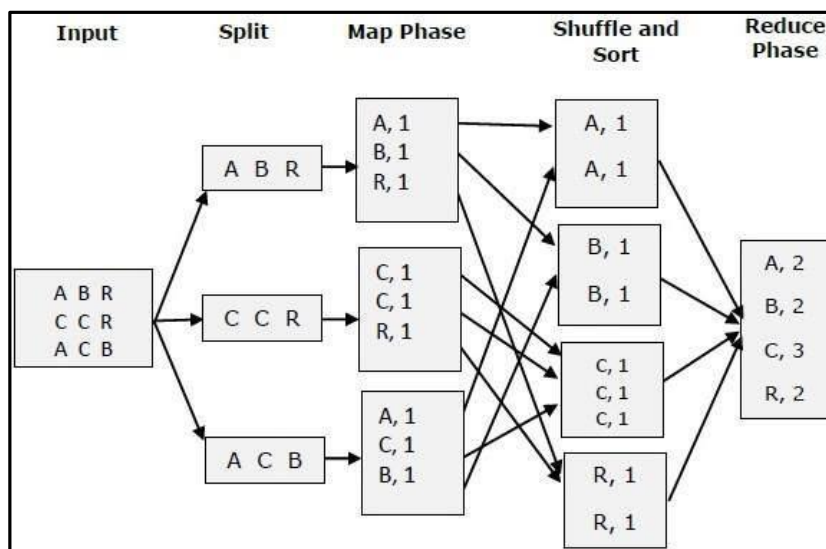 Input
Split
Map Phase
Shuffle and
Sort
Reduce
Phase
A B R
C C R
A C B
A B R
C C R
A C B
A, 1
B, 1
R, 1
C, 1
C, 1
R, 1
A, 1
C, 1
B, 1
A, 1
A, 1
B, 1
B, 1
C, 1
C, 1
C, 1
R, 1
R, 1
A, 2
B, 2
C, 3
R, 2